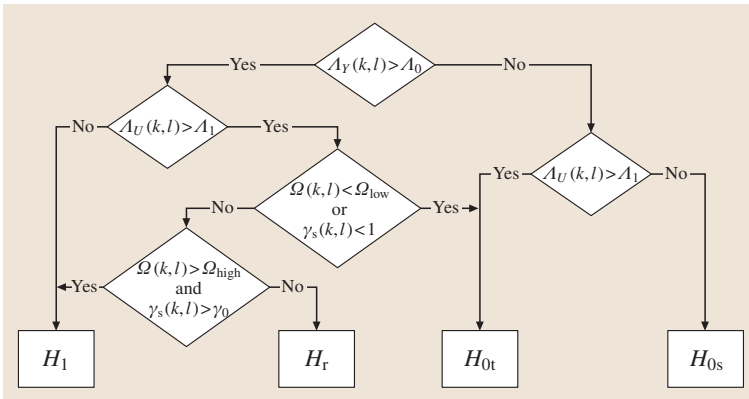 Yes Λ_Y(k,l)>Λ_0 No
No Λ_U(k,l)>Λ_1 Yes
Yes Λ_U(k,l)>Λ_1 No
Ω(k,l)<Ω_low
or
γ_s(k,l)<1
No Yes
Ω(k,l)>Ω_high
and
γ_s(k,l)>γ_0
Yes No
H_1 H_r H_0t H_0s